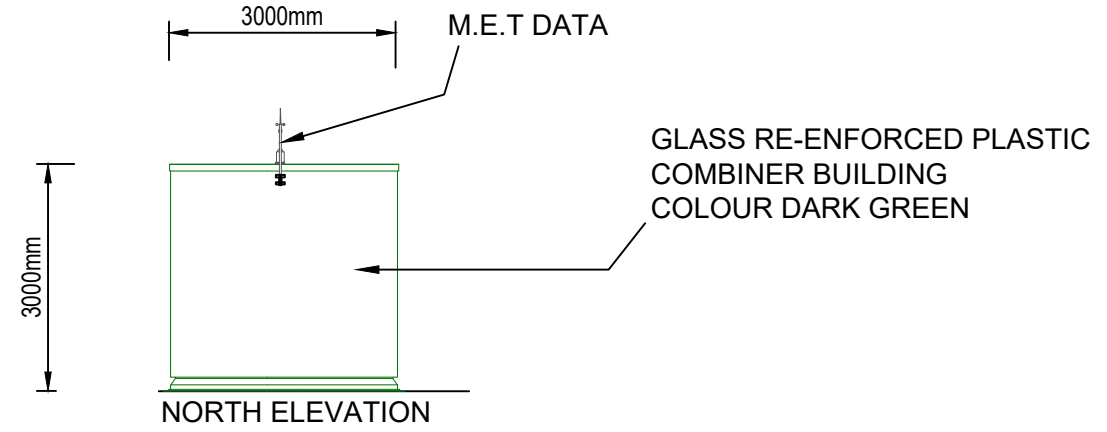 3000mm
M.E.T DATA
GLASS RE-ENFORCED PLASTIC
COMBINER BUILDING
COLOUR DARK GREEN
3000mm
NORTH ELEVATION